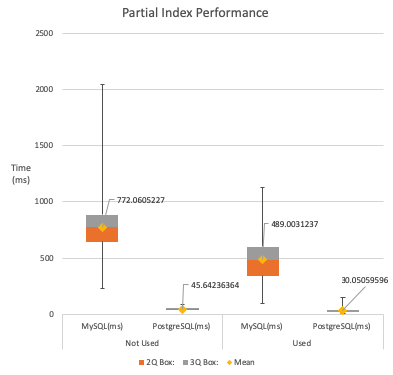 Partial Index Performance
2500
2000
1500
1000
500
0
Time
(ms)
772.0605227
45.64236364
489.0031237
30.05059596
MySQL(ms) PostgreSQL(ms) MySQL(ms) PostgreSQL(ms)
Not Used Used
2Q Box: 3Q Box: Mean